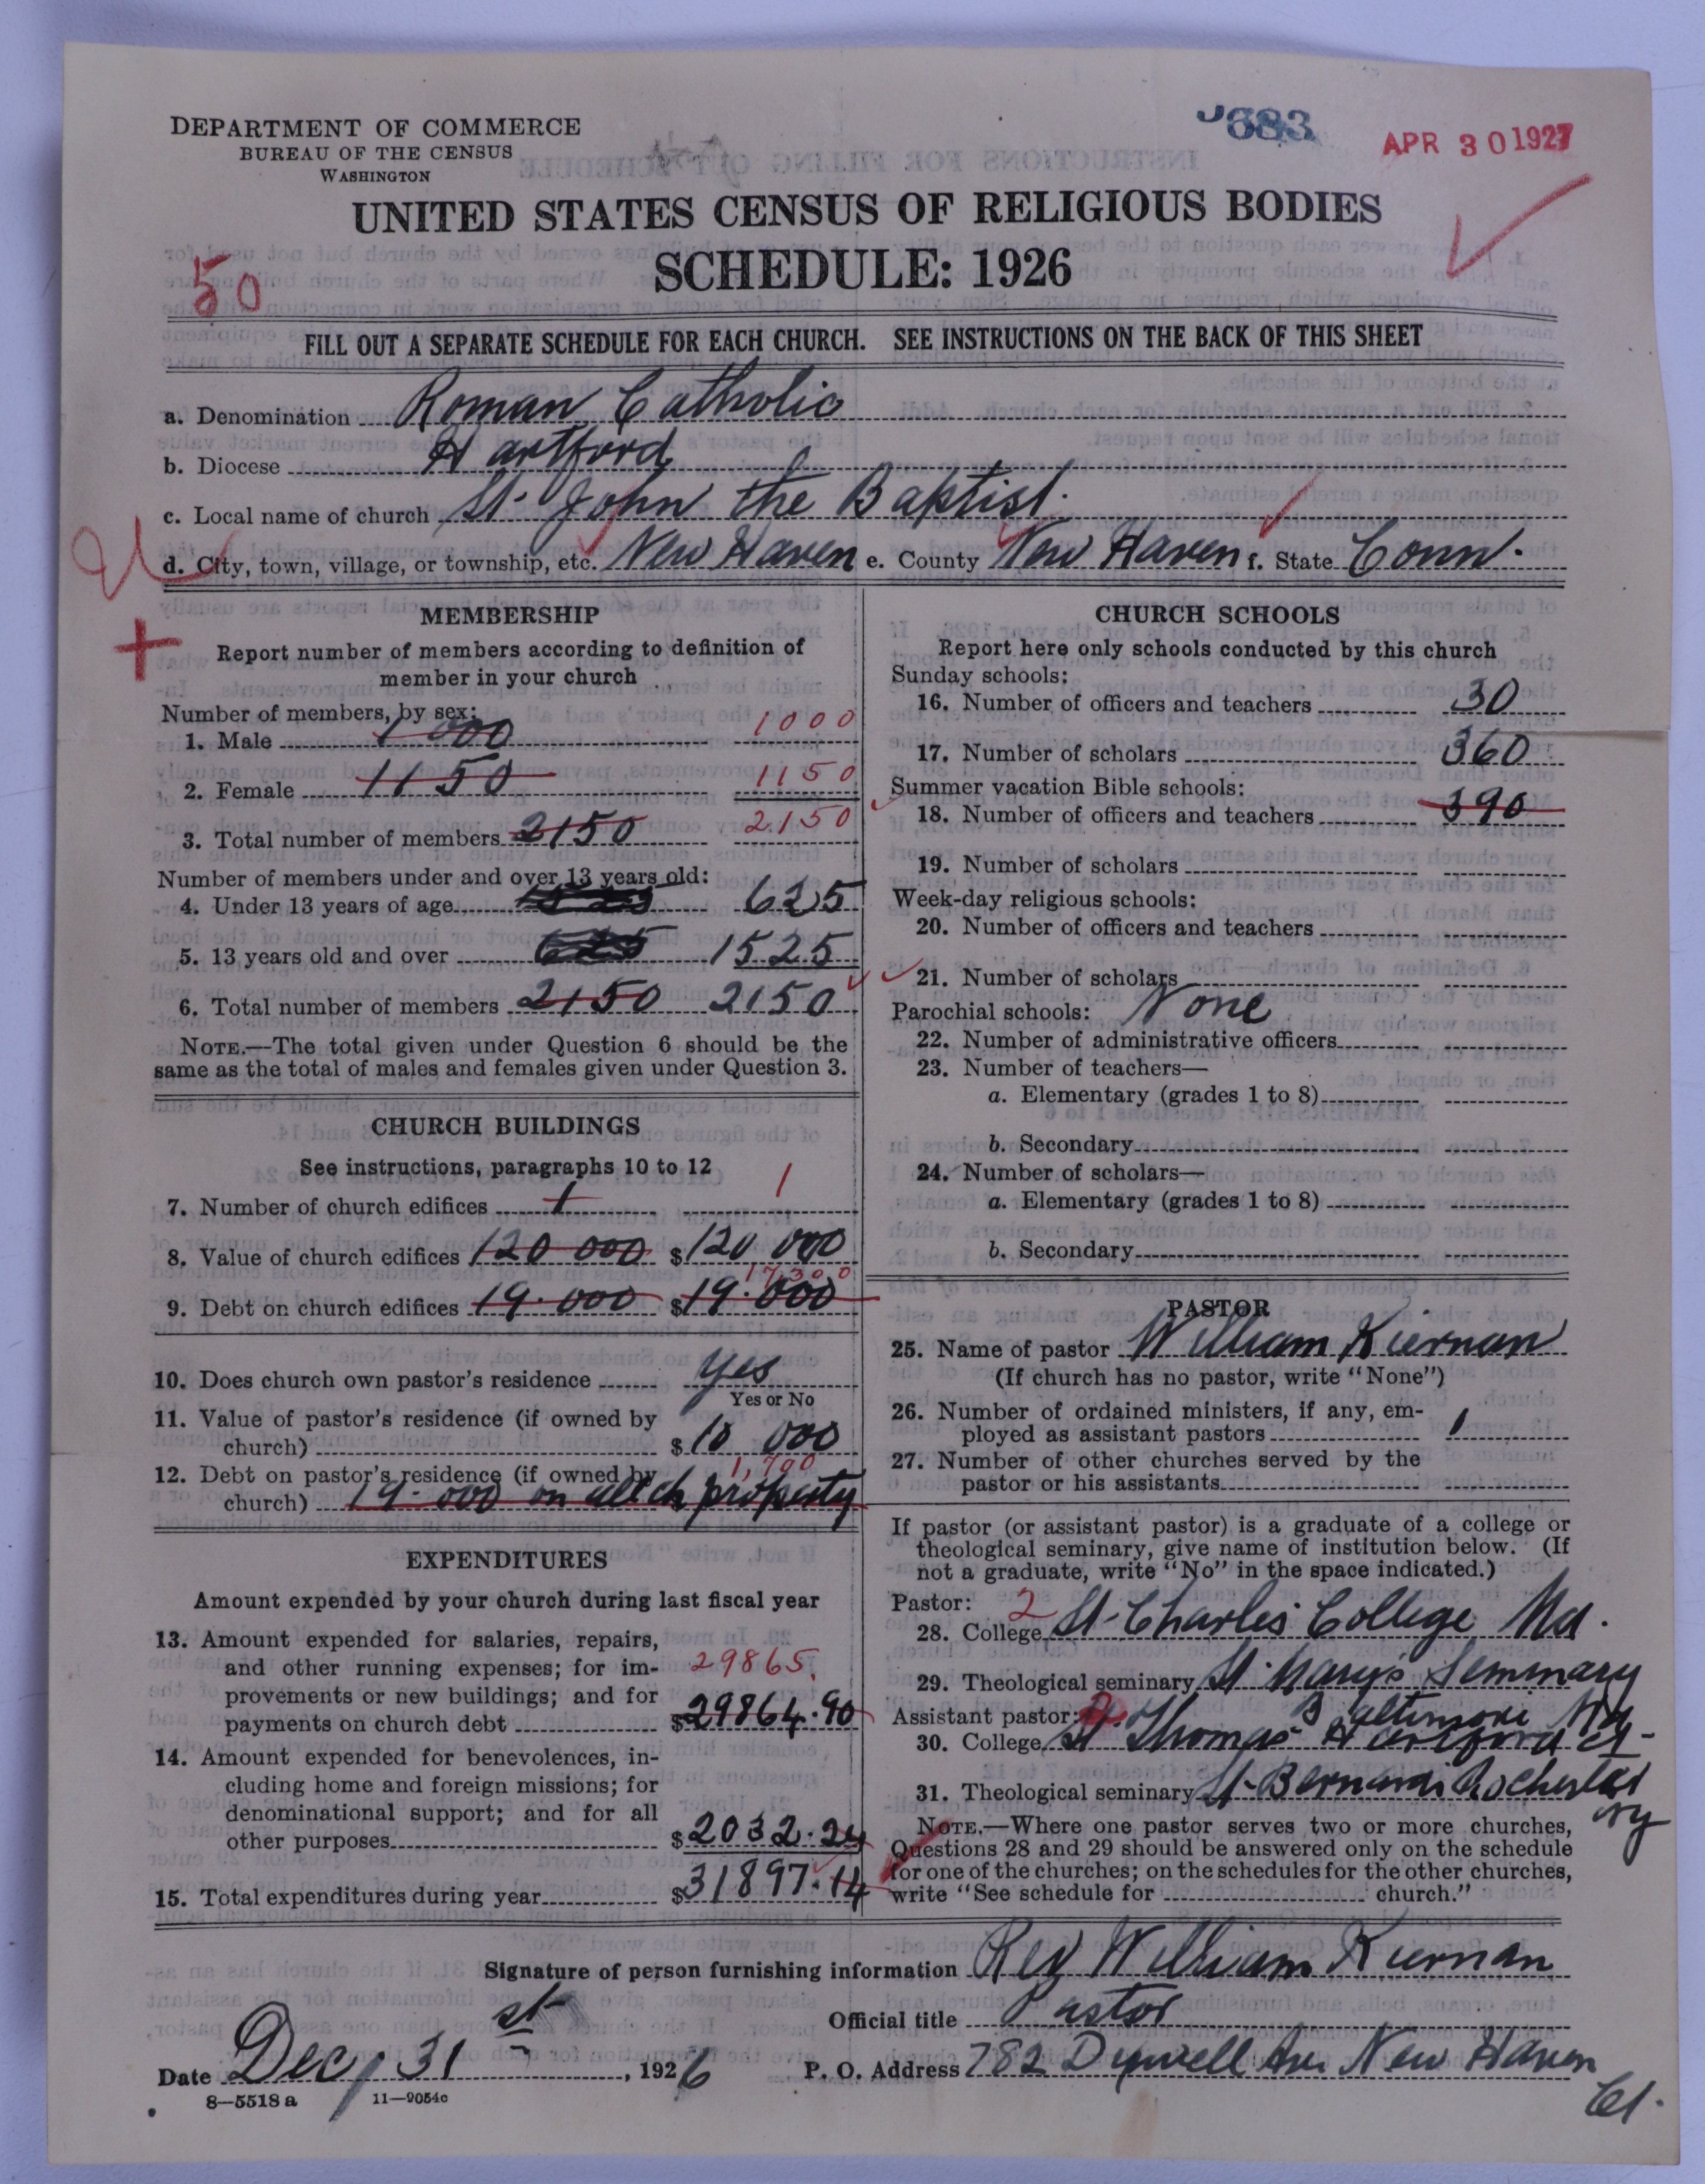 DEPARTMENT OF COMMERCE
BUREAU OF THE CENSUS
WASHINGTON
683
APR 30 1927
UNITED STATES CENSUS OF RELIGIOUS BODIES
SCHEDULE: 1926
50
FILL OUT A SEPARATE SCHEDULE FOR EACH CHURCH. SEE INSTRUCTIONS ON THE BACK OF THIS SHEET
a. Denomination Roman Catholic
b. Diocese Hartford
c. Local name of church St. John the Baptist.
d. City, town, village, or township, etc. New Haven e. County New Haven f. State Conn.
MEMBERSHIP
Report number of members according to definition of
member in your church
Number of members, by sex:
1. Male 1 000 1000
2. Female 1150 1150
3. Total number of members 2150 2150
Number of members under and over 13 years old:
4. Under 13 years of age 625
5. 13 years old and over 1525
6. Total number of members 2150 2150
NOTE.—The total given under Question 6 should be the
same as the total of males and females given under Question 3.
CHURCH BUILDINGS
See instructions, paragraphs 10 to 12
7. Number of church edifices 1 1
8. Value of church edifices 120 000 $120 000
17300
9. Debt on church edifices 19.000 $19.000
10. Does church own pastor's residence yes
Yes or No
11. Value of pastor's residence (if owned by
church) $10 000
1,700
12. Debt on pastor's residence (if owned by
church) 19.000 on all ch property
EXPENDITURES
Amount expended by your church during last fiscal year
13. Amount expended for salaries, repairs,
and other running expenses; for im-
29865.
provements or new buildings; and for
payments on church debt $29864.90
14. Amount expended for benevolences, in-
cluding home and foreign missions; for
denominational support; and for all
other purposes $2032.24
15. Total expenditures during year $31897.14
CHURCH SCHOOLS
Report here only schools conducted by this church
Sunday schools:
16. Number of officers and teachers 30
17. Number of scholars 360
Summer vacation Bible schools:
18. Number of officers and teachers 390
19. Number of scholars
Week-day religious schools:
20. Number of officers and teachers
21. Number of scholars
Parochial schools: None
22. Number of administrative officers
23. Number of teachers—
a. Elementary (grades 1 to 8)
b. Secondary
24. Number of scholars—
a. Elementary (grades 1 to 8)
b. Secondary
PASTOR
25. Name of pastor William Kiernan
(If church has no pastor, write "None")
26. Number of ordained ministers, if any, em-
ployed as assistant pastors 1
27. Number of other churches served by the
pastor or his assistants
If pastor (or assistant pastor) is a graduate of a college or
theological seminary, give name of institution below. (If
not a graduate, write "No" in the space indicated.)
Pastor: 2
28. College St. Charles College Md.
29. Theological seminary St. Mary's Seminary
Assistant pastor: Baltimore Md
30. College St. Thomas Hartford Ct.
31. Theological seminary St. Bernard Rochester
NY
NOTE.—Where one pastor serves two or more churches,
Questions 28 and 29 should be answered only on the schedule
for one of the churches; on the schedules for the other churches,
write "See schedule for church."
Signature of person furnishing information Rev William Kiernan
Official title Pastor
Date Dec 31st, 1926 P. O. Address 782 Dixwell Ave New Haven
Ct.
8—5518 a 11—9054c